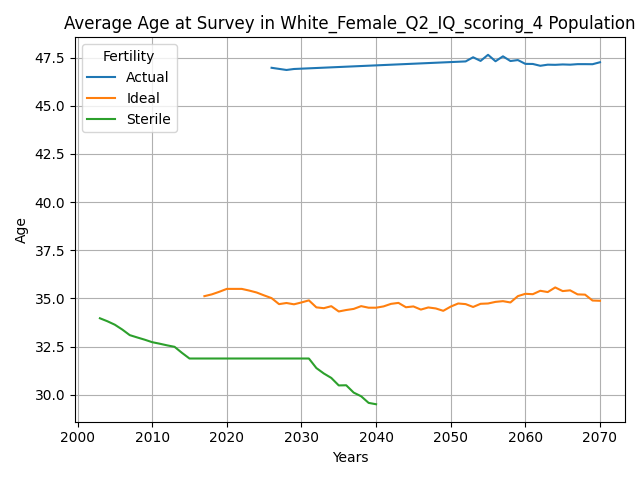 Average Age at Survey in White_Female_Q2_IQ_scoring_4 Population
Fertility
Actual
Ideal
Sterile
Age
47.5
45.0
42.5
40.0
37.5
35.0
32.5
30.0
2000 2010 2020 2030 2040 2050 2060 2070
Years